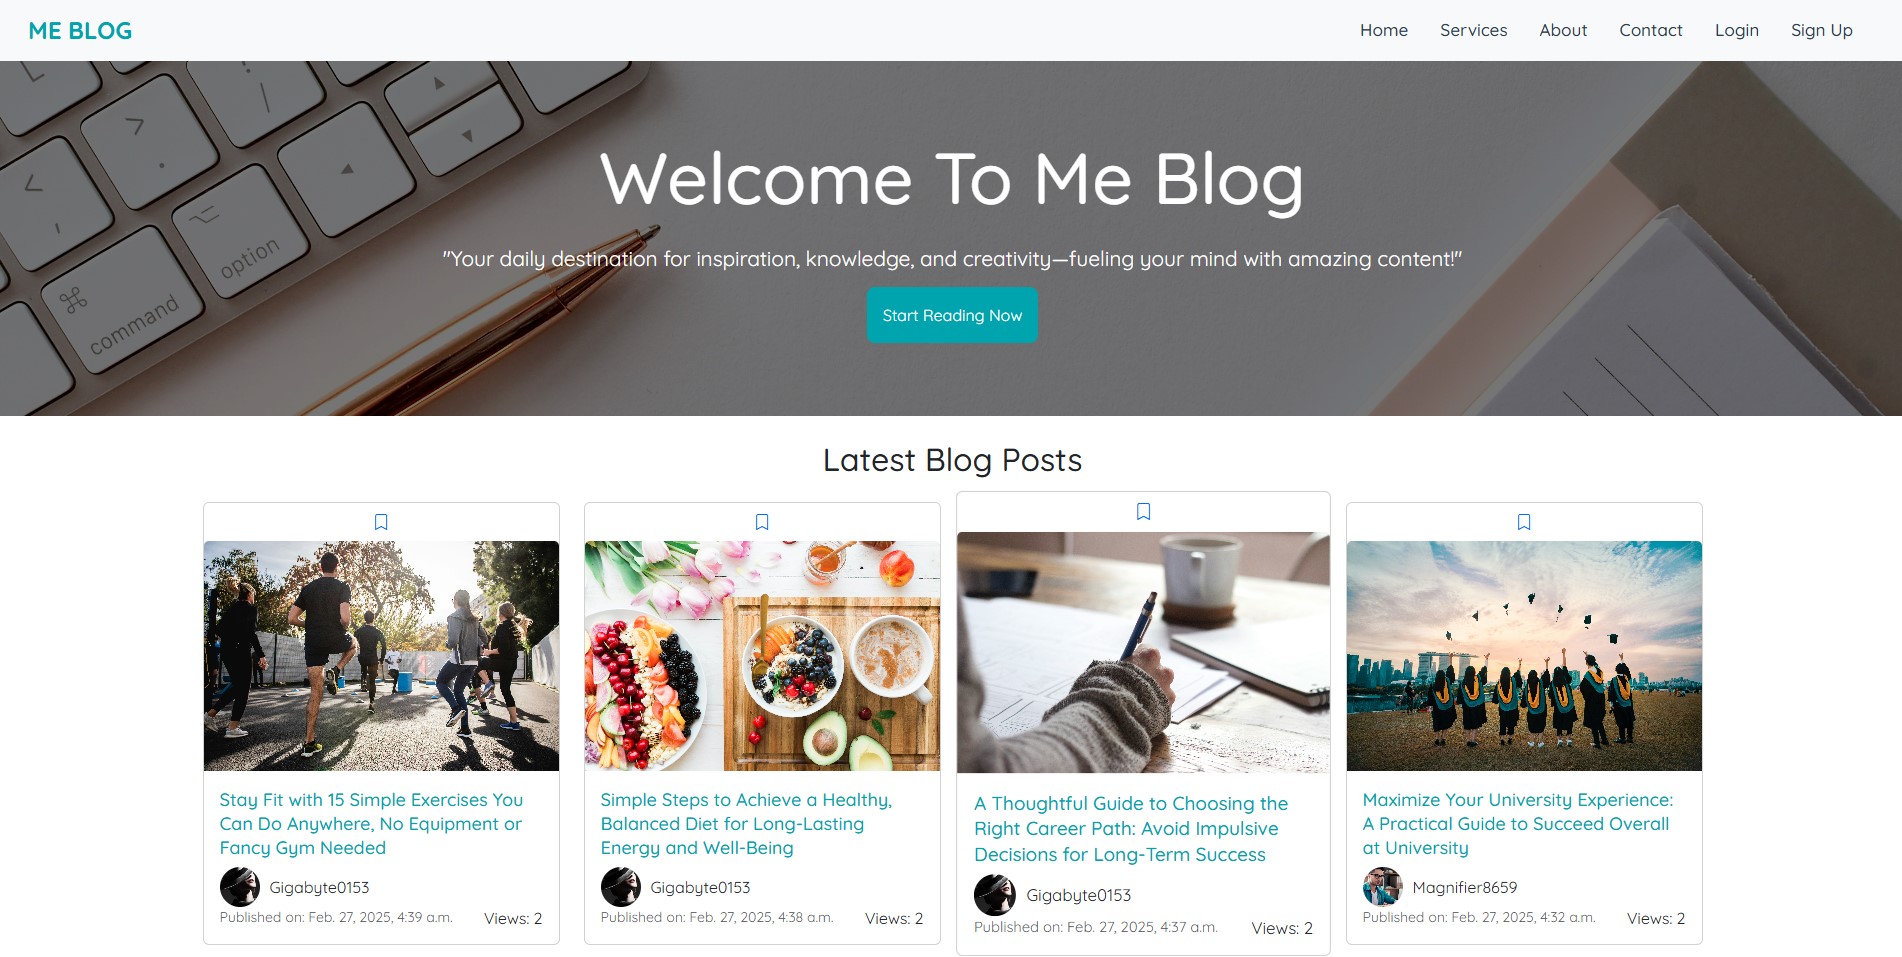 ME BLOG
Home Services About Contact Login Sign Up
option
command
Welcome To Me Blog
"Your daily destination for inspiration, knowledge, and creativity—fueling your mind with amazing content!"
Start Reading Now
Latest Blog Posts
Stay Fit with 15 Simple Exercises You
Can Do Anywhere, No Equipment or
Fancy Gym Needed
Gigabyte0153
Published on: Feb. 27, 2025, 4:39 a.m. Views: 2
Simple Steps to Achieve a Healthy,
Balanced Diet for Long-Lasting
Energy and Well-Being
Gigabyte0153
Published on: Feb. 27, 2025, 4:38 a.m. Views: 2
A Thoughtful Guide to Choosing the
Right Career Path: Avoid Impulsive
Decisions for Long-Term Success
Gigabyte0153
Published on: Feb. 27, 2025, 4:37 a.m. Views: 2
Maximize Your University Experience:
A Practical Guide to Succeed Overall
at University
Magnifier8659
Published on: Feb. 27, 2025, 4:32 a.m. Views: 2